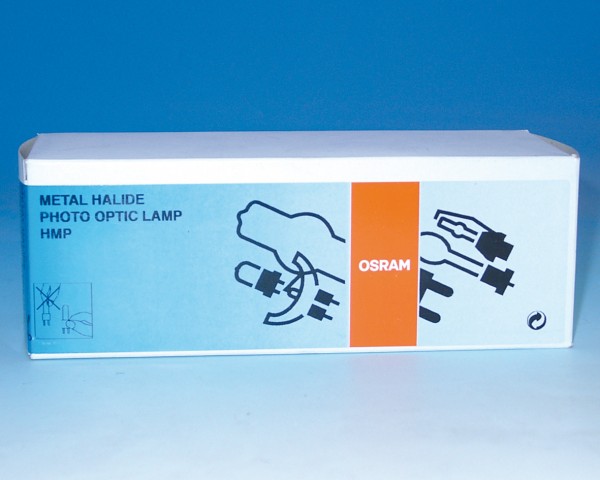 METAL HALIDE
PHOTO OPTIC LAMP
HMP
OSRAM